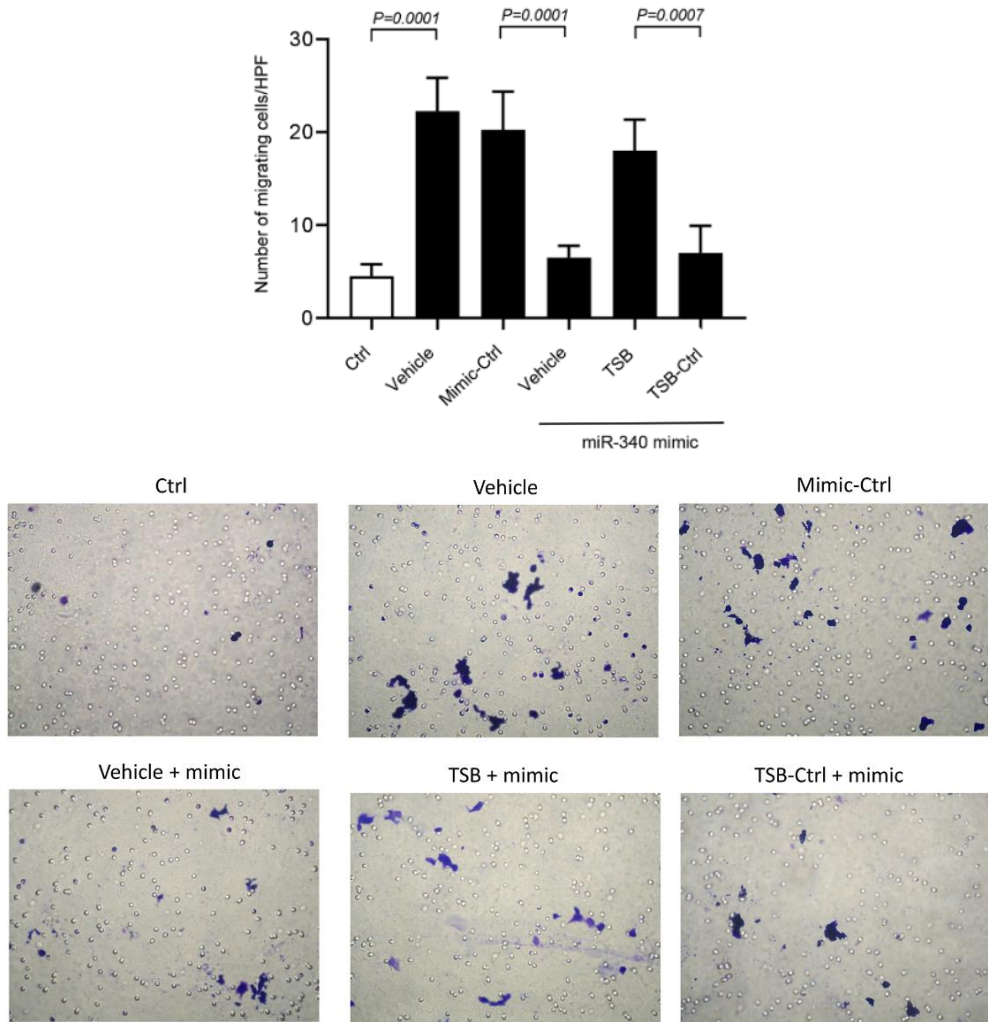 P=0.0001 P=0.0001 P=0.0007
Number of migrating cells/HPF
30
20
10
0
Ctrl Vehicle Mimic-Ctrl Vehicle TSB TSB-Ctrl
miR-340 mimic
Ctrl Vehicle Mimic-Ctrl
Vehicle + mimic TSB + mimic TSB-Ctrl + mimic